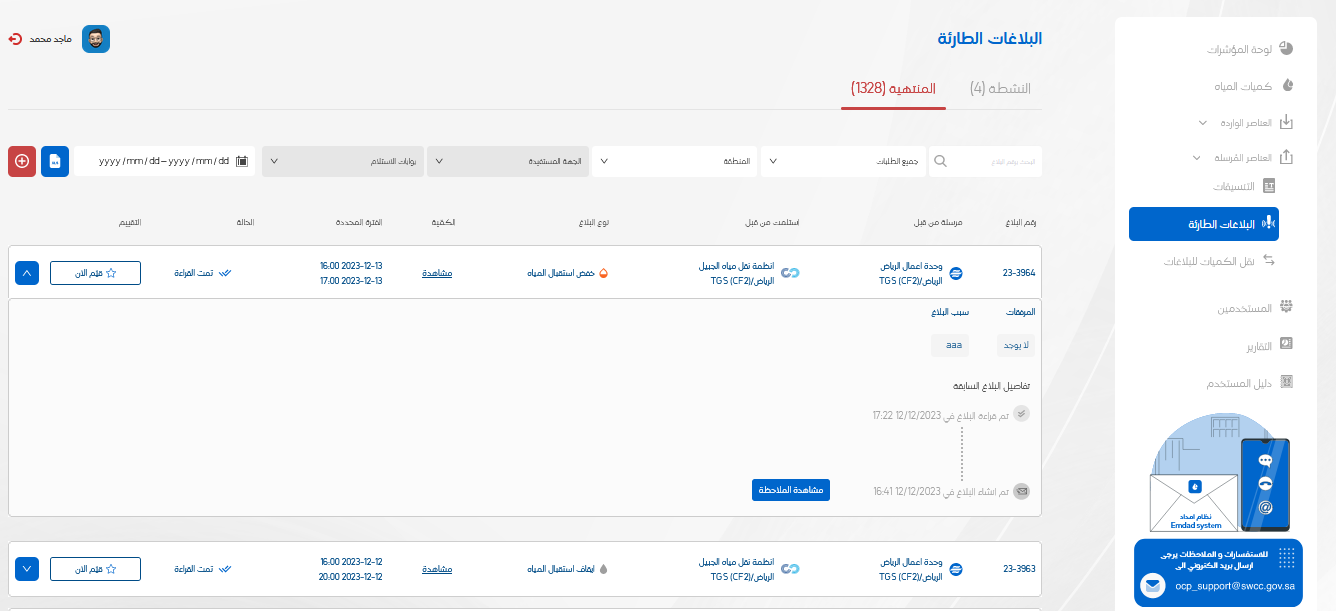 البلاغات الطارئة
ماجد محمد
النشطة (4)
المنتهية (1328)
البحث برقم البلاغ
جميع الطلبات
المنطقة
الجهة المستفيدة
بوابات الاستلام
yyyy/mm/dd – yyyy/mm/dd
رقم البلاغ
مرسلة من قبل
استلمت من قبل
نوع البلاغ
الكمية
الفترة المحددة
الحالة
التقييم
23-3964
وحدة اعمال الرياض
الرياض/TGS (CF2)
انظمة نقل مياه الجبيل
الرياض/TGS (CF2)
خفض استقبال المياه
مشاهدة
2023-12-13 16:00
2023-12-13 17:00
تمت القراءة
قيّم الآن
المرفقات
سبب البلاغ
لا يوجد
aaa
تفاصيل البلاغ السابقة
تم قراءة البلاغ في 12/12/2023 17:22
تم انشاء البلاغ في 12/12/2023 16:41
مشاهدة الملاحظة
23-3963
وحدة اعمال الرياض
الرياض/TGS (CF2)
انظمة نقل مياه الجبيل
الرياض/TGS (CF2)
ايقاف استقبال المياه
مشاهدة
2023-12-12 16:00
2023-12-12 20:00
تمت القراءة
قيّم الآن
لوحة المؤشرات
كميات المياه
العناصر الواردة
العناصر المُرسلة
التنسيقات
البلاغات الطارئة
نقل الكميات للبلاغات
المستخدمين
التقارير
دليل المستخدم
نظام امداد
Emdad system
للاستفسارات و الملاحظات يرجى
ارسال بريد الكتروني الى
ocp_support@swcc.gov.sa